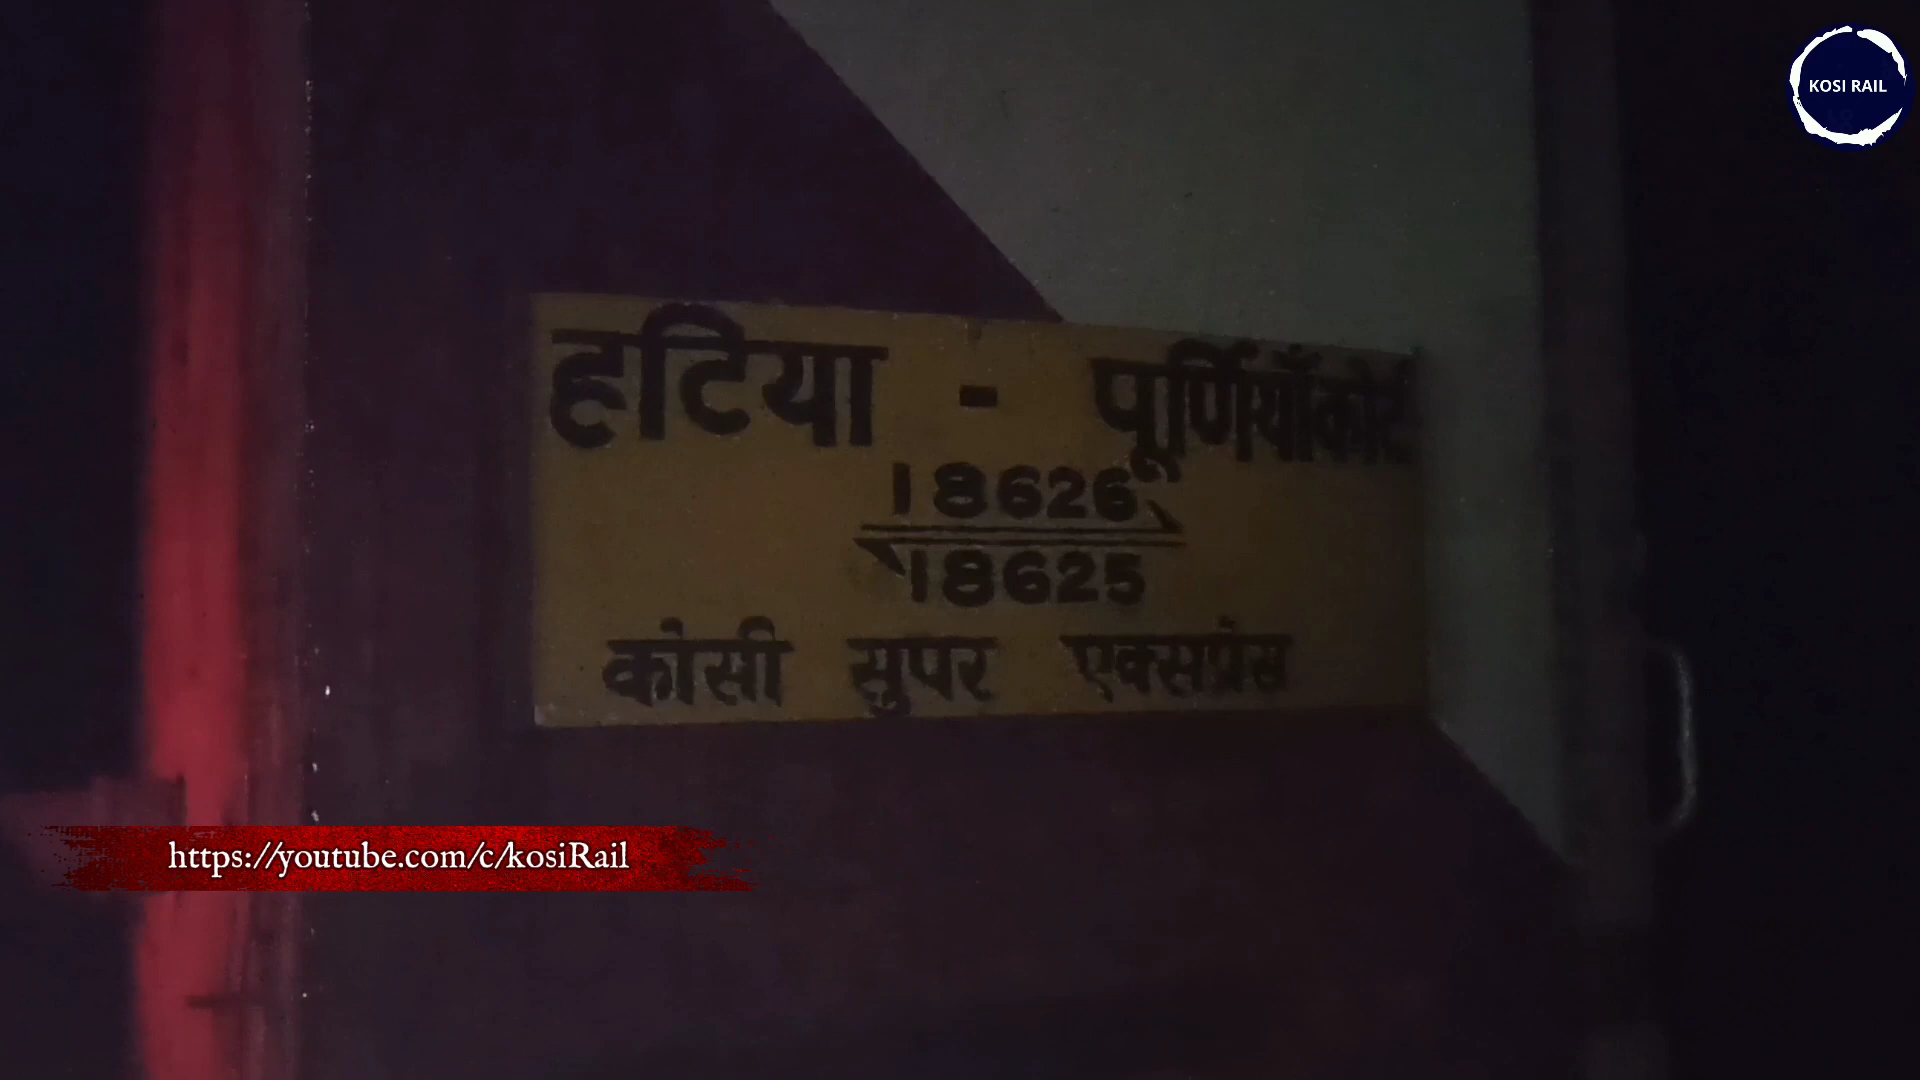 KOSI RAIL
हटिया - पूर्णियाँकोर्ट
18626
18625
कोसी सुपर एक्सप्रेस
https://youtube.com/c/kosiRail